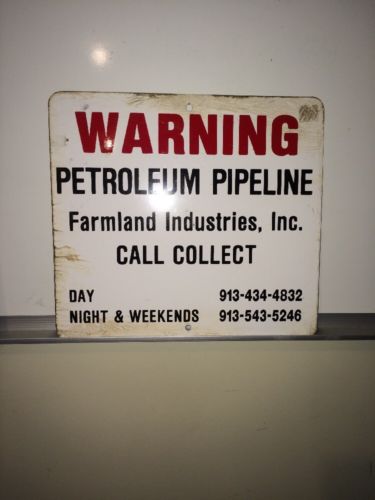 WARNING
PETROLEUM PIPELINE
Farmland Industries, Inc.
CALL COLLECT
DAY 913-434-4832
NIGHT & WEEKENDS 913-543-5246